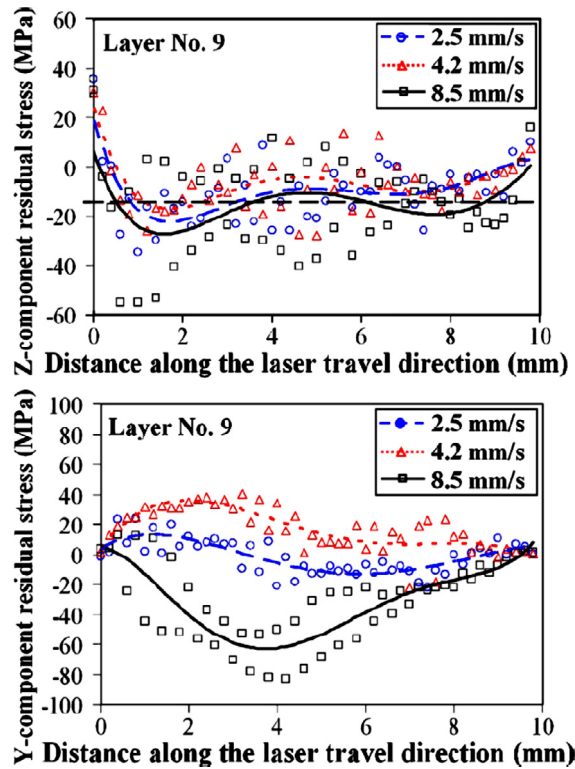 Z-component residual stress (MPa)
60
40
20
0
-20
-40
-60
Layer No. 9
2.5 mm/s
4.2 mm/s
8.5 mm/s
0 2 4 6 8 10
Distance along the laser travel direction (mm)
Y-component residual stress (MPa)
100
80
60
40
20
0
-20
-40
-60
-80
-100
Layer No. 9
2.5 mm/s
4.2 mm/s
8.5 mm/s
0 2 4 6 8 10
Distance along the laser travel direction (mm)